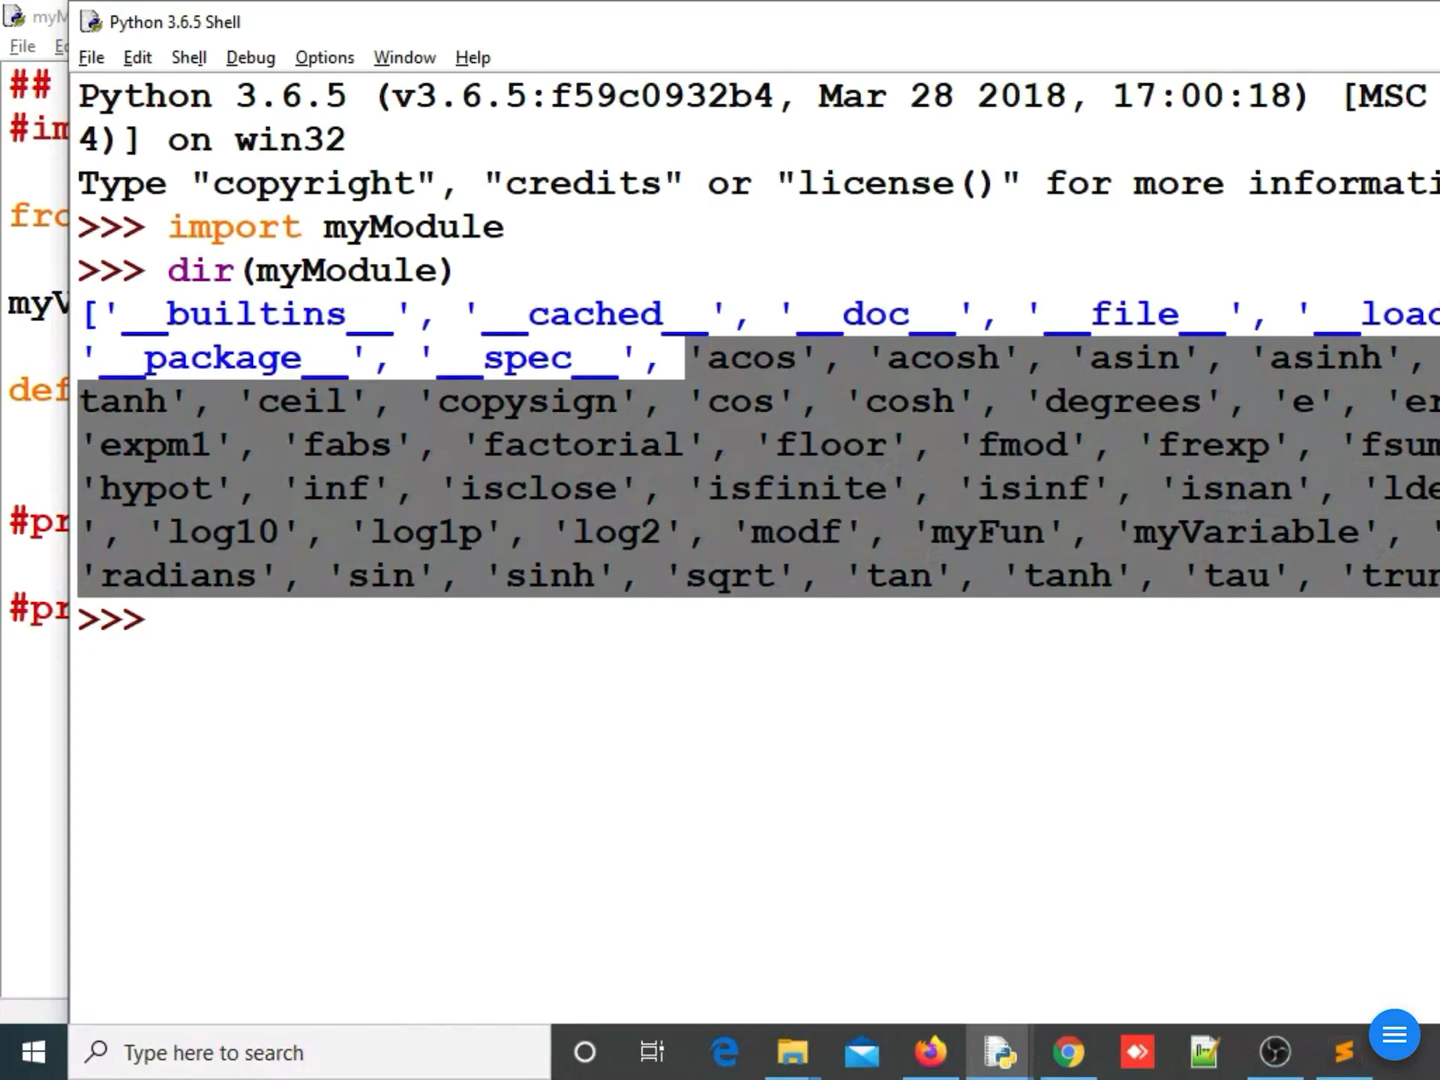 myM
Python 3.6.5 Shell
File
File Edit Shell Debug Options Window Help
##
Python 3.6.5 (v3.6.5:f59c0932b4, Mar 28 2018, 17:00:18) [MSC
#im
4)] on win32
Type "copyright", "credits" or "license()" for more informati
fro
>>> import myModule
>>> dir(myModule)
myV
['__builtins__', '__cached__', '__doc__', '__file__', '__load
'__package__', '__spec__', 'acos', 'acosh', 'asin', 'asinh',
def
tanh', 'ceil', 'copysign', 'cos', 'cosh', 'degrees', 'e', 'er
'expm1', 'fabs', 'factorial', 'floor', 'fmod', 'frexp', 'fsum
'hypot', 'inf', 'isclose', 'isfinite', 'isinf', 'isnan', 'lde
#pr
', 'log10', 'log1p', 'log2', 'modf', 'myFun', 'myVariable', '
'radians', 'sin', 'sinh', 'sqrt', 'tan', 'tanh', 'tau', 'trun
#pr
>>>
Type here to search